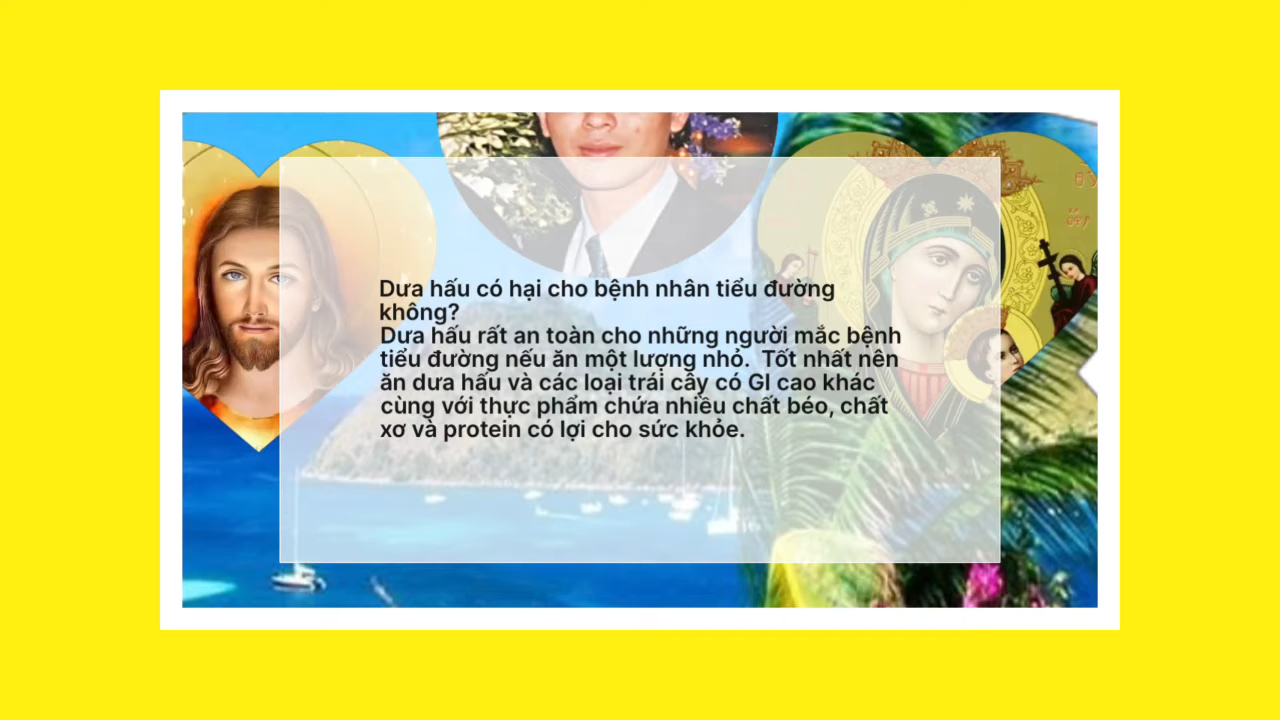 Dưa hấu có hại cho bệnh nhân tiểu đường
không?
Dưa hấu rất an toàn cho những người mắc bệnh
tiểu đường nếu ăn một lượng nhỏ.  Tốt nhất nên
ăn dưa hấu và các loại trái cây có GI cao khác
cùng với thực phẩm chứa nhiều chất béo, chất
xơ và protein có lợi cho sức khỏe.